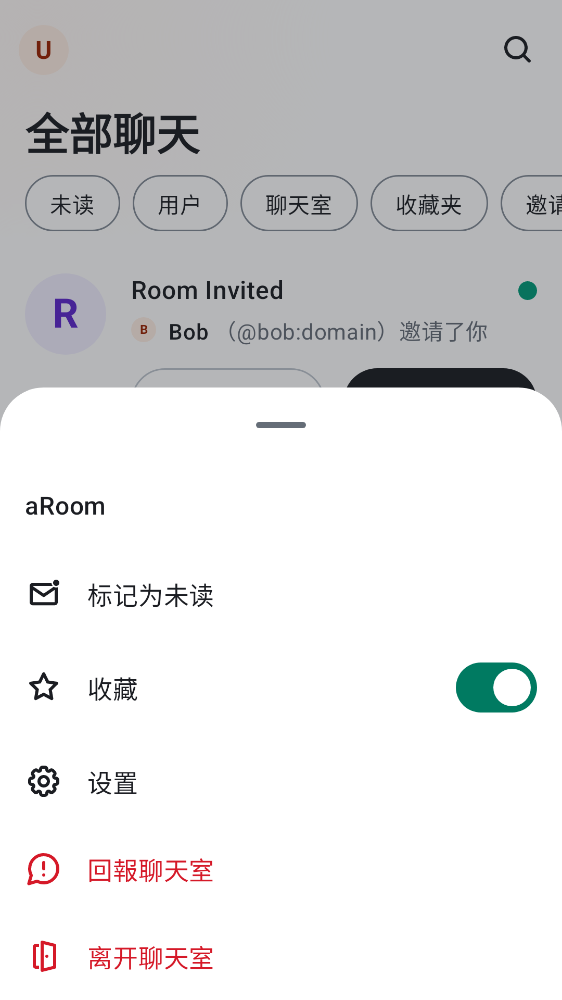 U
全部聊天
未读 用户 聊天室 收藏夹 邀请
R
Room Invited
B Bob （@bob:domain）邀请了你
aRoom
标记为未读
收藏
设置
回報聊天室
离开聊天室